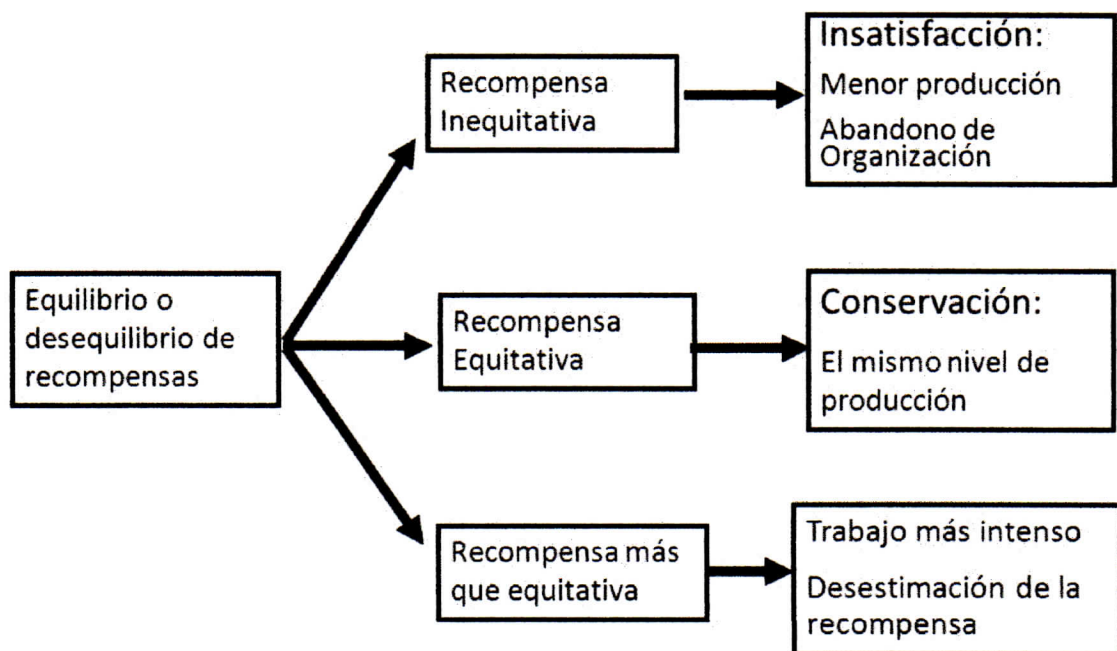 Recompensa
Inequitativa
Insatisfacción:
Menor producción
Abandono de
Organización
Equilibrio o
desequilibrio de
recompensas
Recompensa
Equitativa
Conservación:
El mismo nivel de
producción
Recompensa más
que equitativa
Trabajo más intenso
Desestimación de la
recompensa